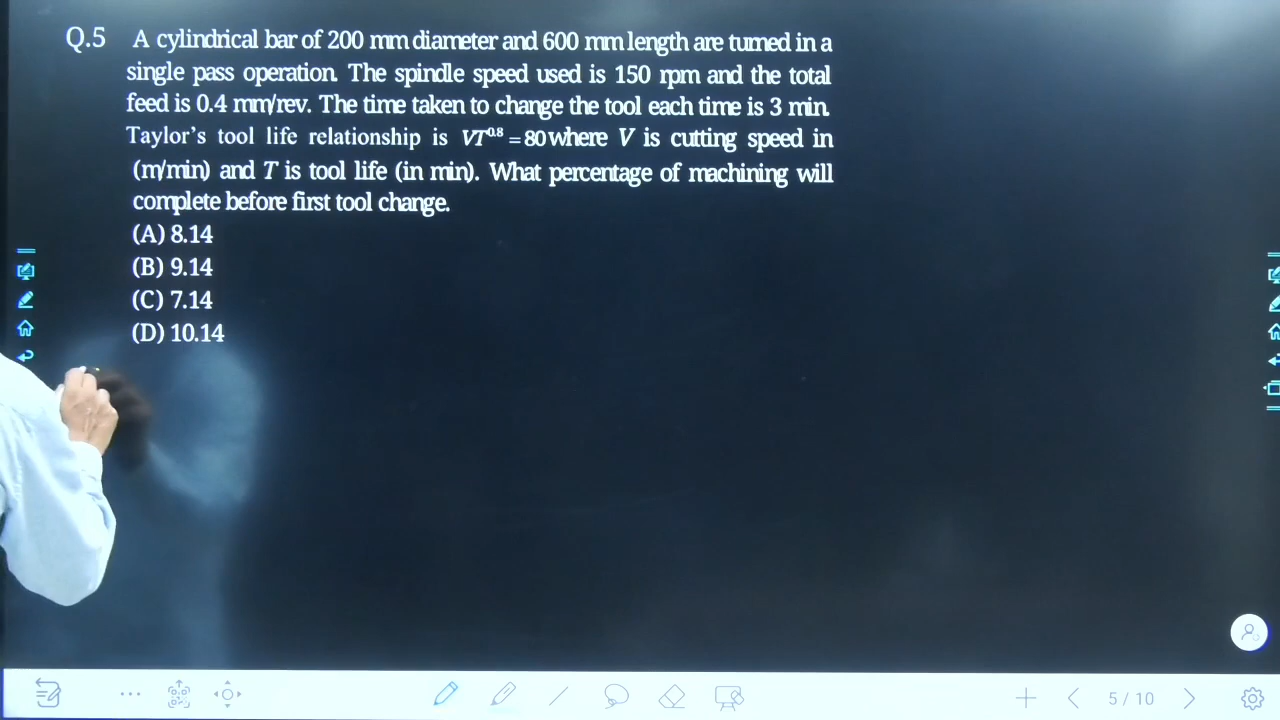 Q.5 A cylindrical bar of 200 mm diameter and 600 mm length are turned in a
single pass operation. The spindle speed used is 150 rpm and the total
feed is 0.4 mm/rev. The time taken to change the tool each time is 3 min.
Taylor's tool life relationship is VT^0.8 = 80 where V is cutting speed in
(m/min) and T is tool life (in min). What percentage of machining will
complete before first tool change.
(A) 8.14
(B) 9.14
(C) 7.14
(D) 10.14
5 / 10